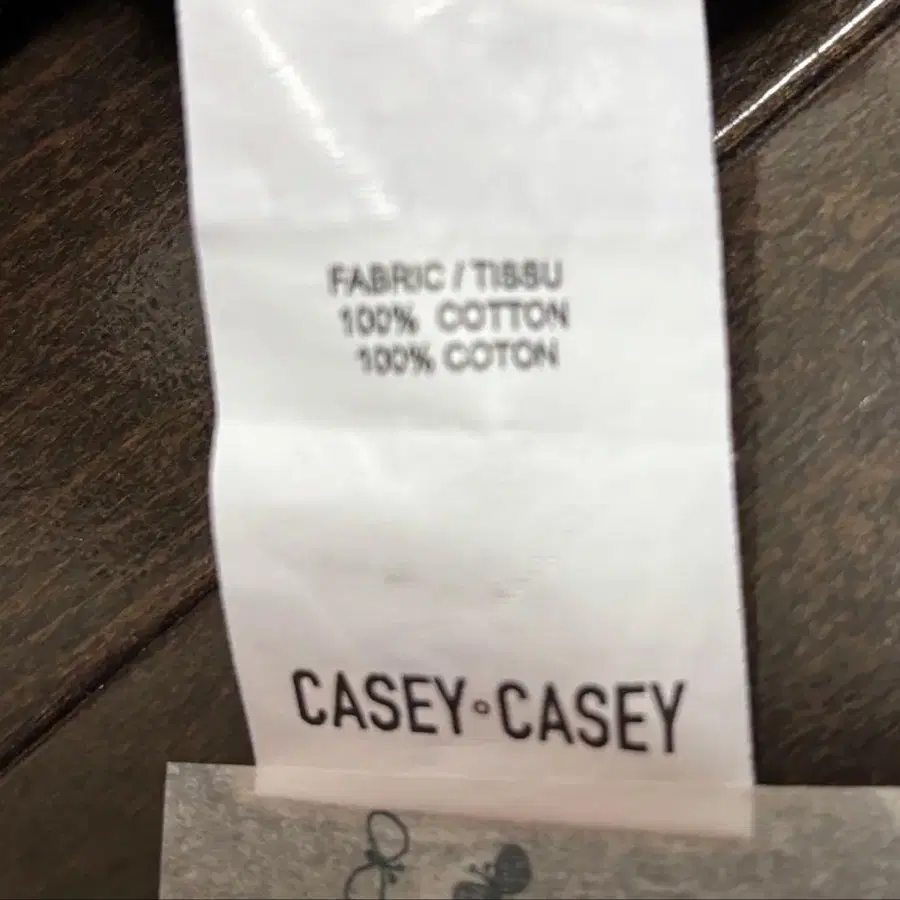 FABRIC / TISSU
100% COTTON
100% COTON
CASEY∘CASEY